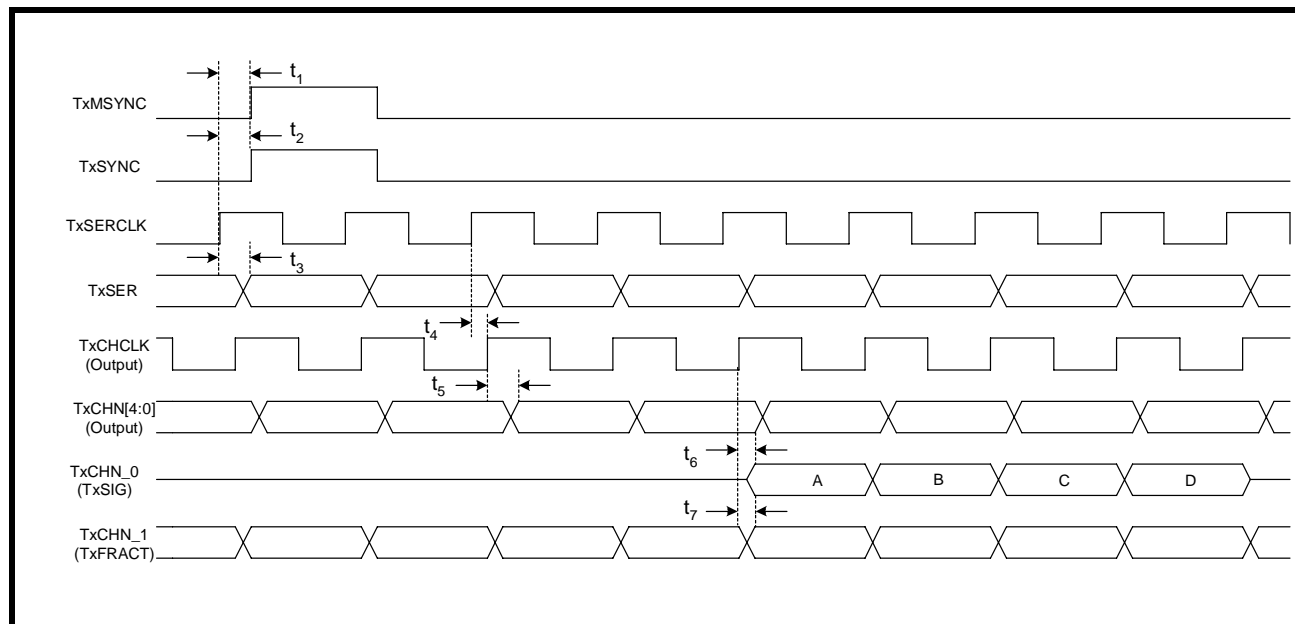 t1
TxMSYNC
t2
TxSYNC
TxSERCLK
t3
TxSER
t4
TxCHCLK
(Output)
t5
TxCHN[4:0]
(Output)
t6
TxCHN_0
(TxSIG)
A B C D
t7
TxCHN_1
(TxFRACT)